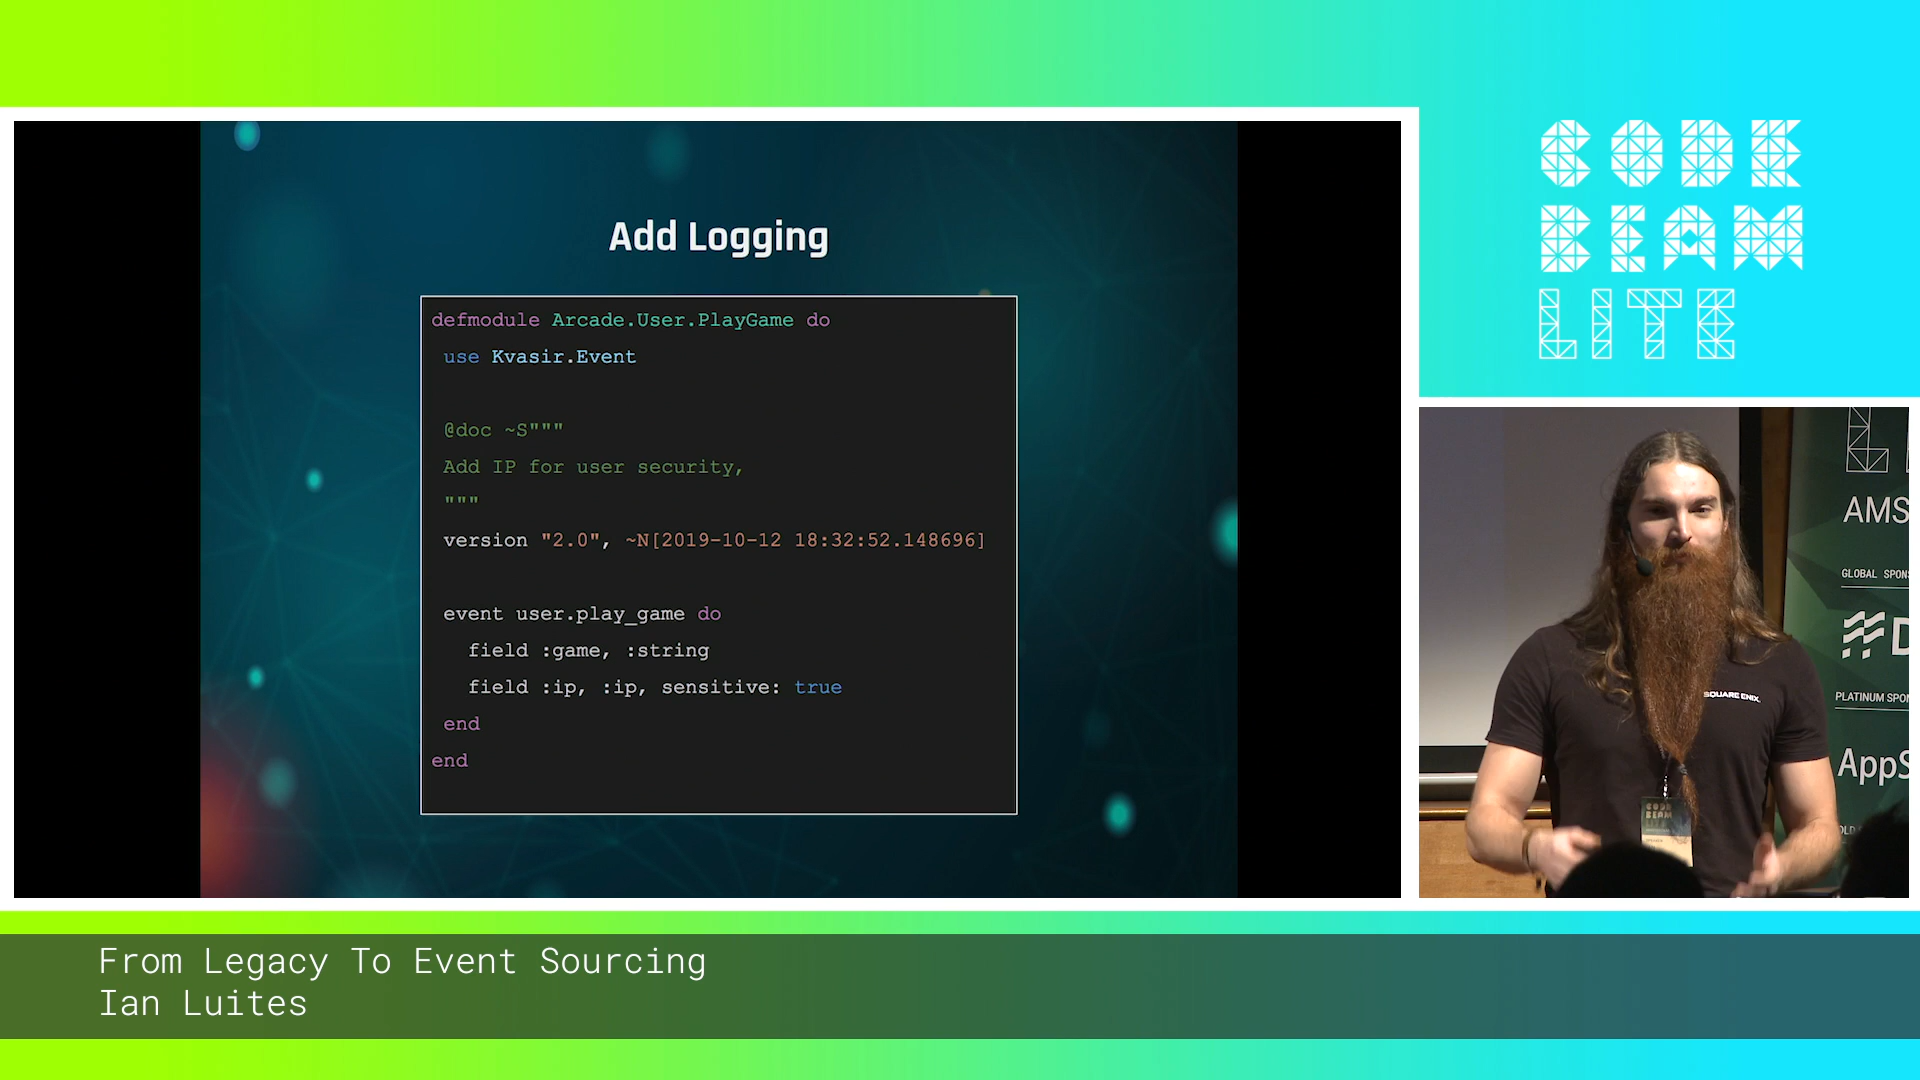 Add Logging
defmodule Arcade.User.PlayGame do
use Kvasir.Event
@doc ~S"""
Add IP for user security,
"""
version "2.0", ~N[2019-10-12 18:32:52.148696]
event user.play_game do
field :game, :string
field :ip, :ip, sensitive: true
end
end
CODE
BEAM
LITE
AMS
GLOBAL SPON
D
PLATINUM SPO
AppS
SQUARE ENIX
CODE
BEAM
From Legacy To Event Sourcing
Ian Luites